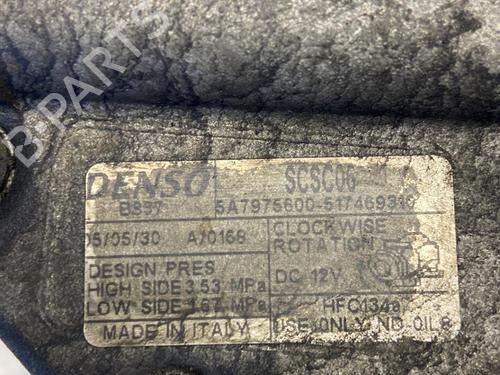 B-PARTS
DENSO SCSC06
B837 5A7975600-517469310
05/05/30 A/0168 CLOCKWISE
ROTATION
DESIGN PRES DC 12V
HIGH SIDE 3.53 MPa
LOW SIDE 1.67 MPa HFC134a
MADE IN ITALY USE ONLY ND-OIL8